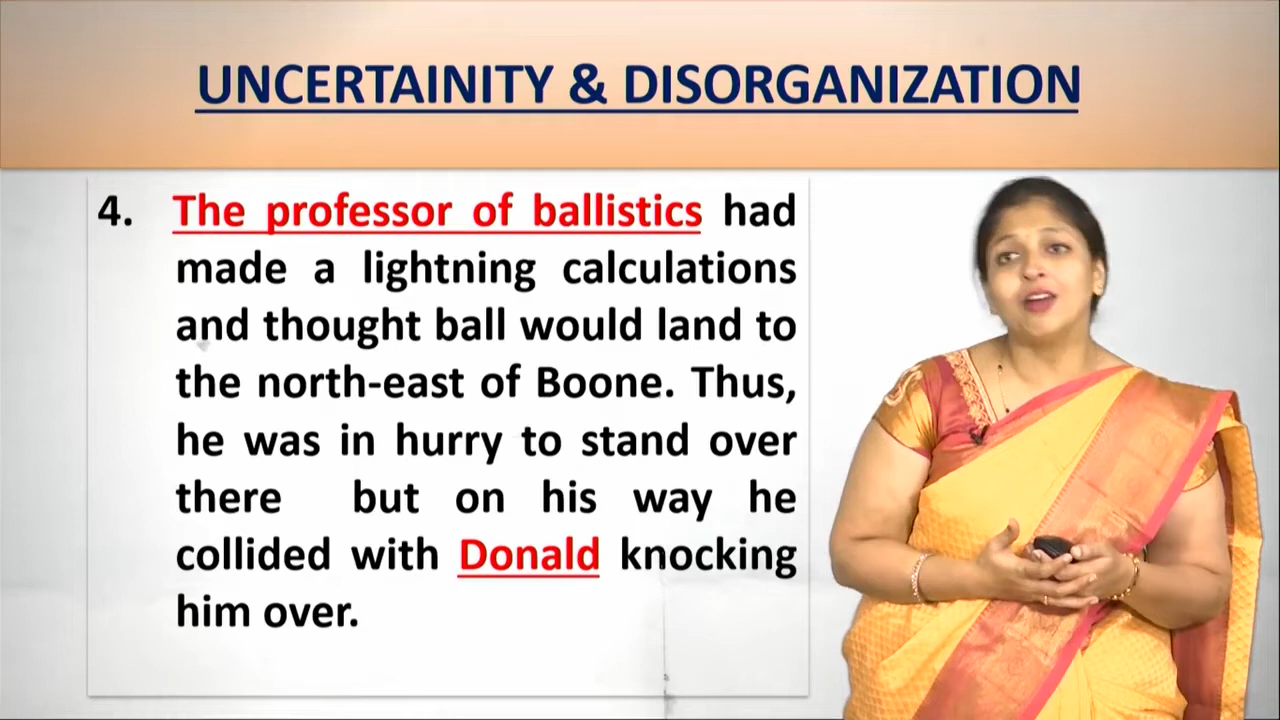 UNCERTAINITY & DISORGANIZATION
4. The professor of ballistics had
made a lightning calculations
and thought ball would land to
the north-east of Boone. Thus,
he was in hurry to stand over
there but on his way he
collided with Donald knocking
him over.